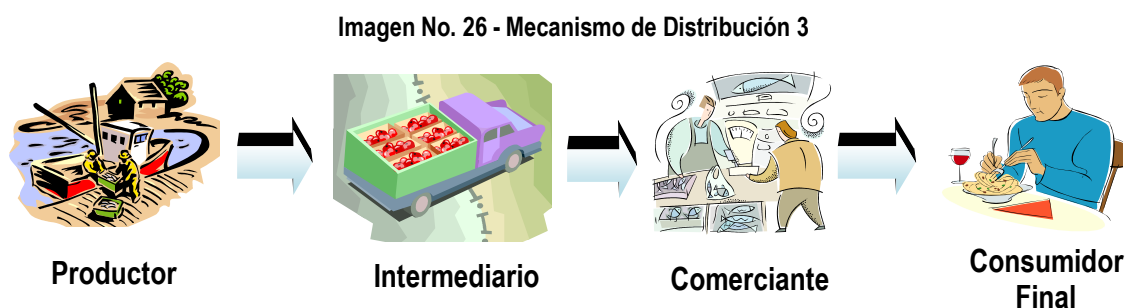 Imagen No. 26 - Mecanismo de Distribución 3
Productor
Intermediario
Comerciante
Consumidor
Final